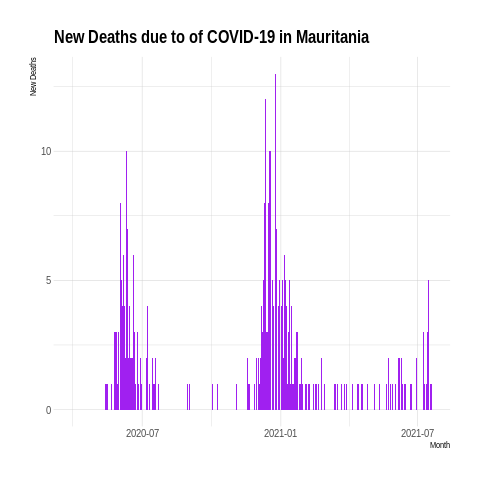 New Deaths due to of COVID-19 in Mauritania
New Deaths
10
5
0
2020-07
2021-01
2021-07
Month